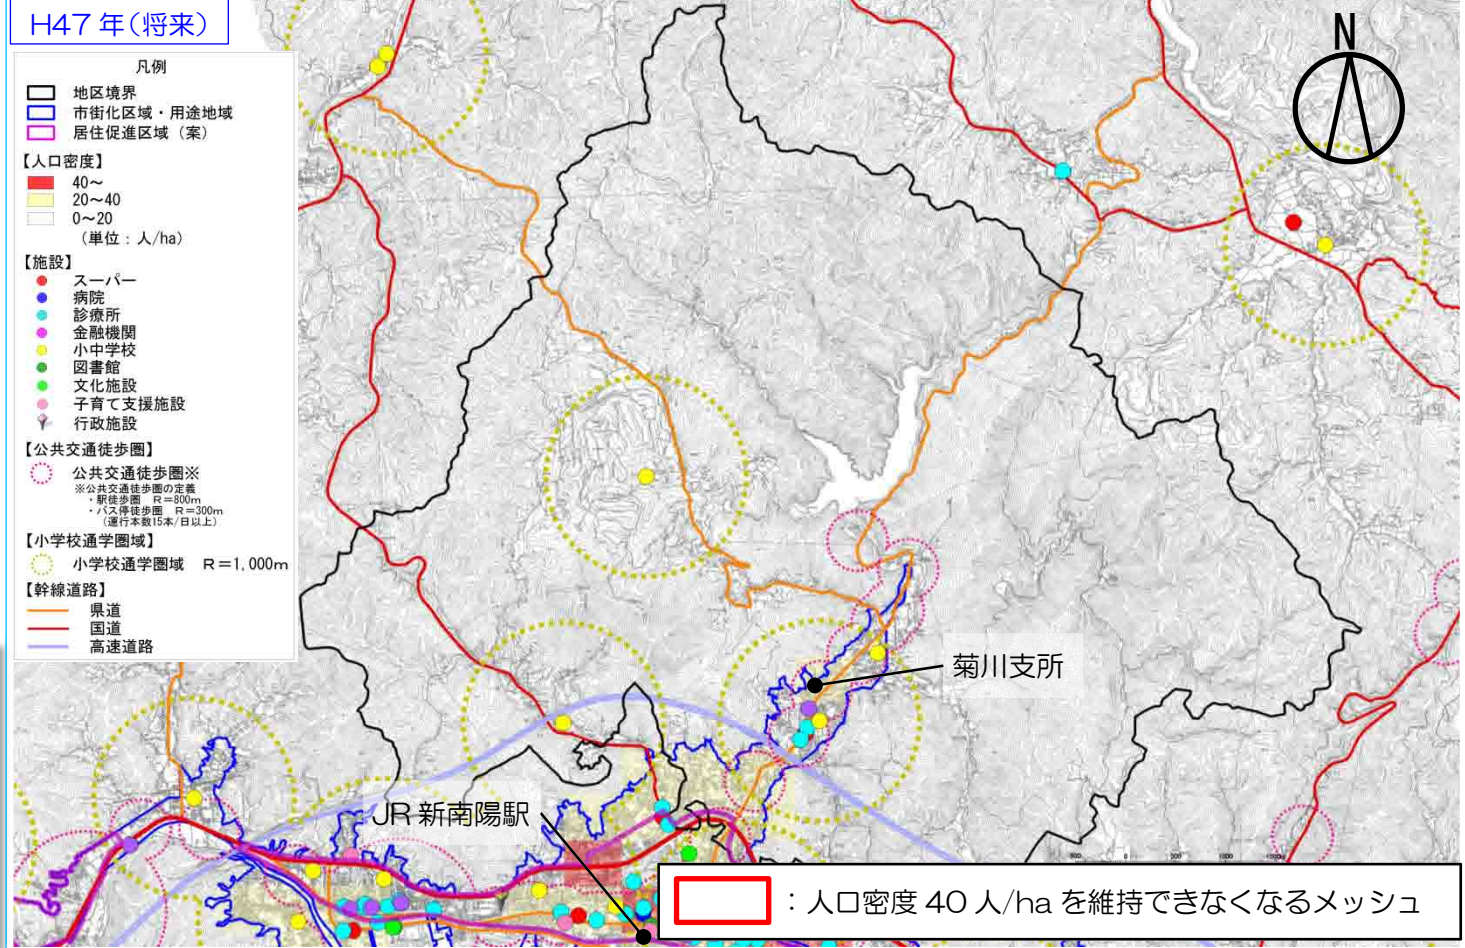 H47年(将来)
N
凡例
地区境界
市街化区域・用途地域
居住促進区域（案）
【人口密度】
40～
20～40
0～20
（単位：人/ha）
【施設】
スーパー
病院
診療所
金融機関
小中学校
図書館
文化施設
子育て支援施設
行政施設
【公共交通徒歩圏】
公共交通徒歩圏※
※公共交通徒歩圏の定義
・駅徒歩圏　R＝800m
・バス停徒歩圏　R＝300m
（運行本数15本/日以上）
【小学校通学圏域】
小学校通学圏域　R＝1,000m
【幹線道路】
県道
国道
高速道路
菊川支所
JR新南陽駅
：人口密度 40 人/ha を維持できなくなるメッシュ